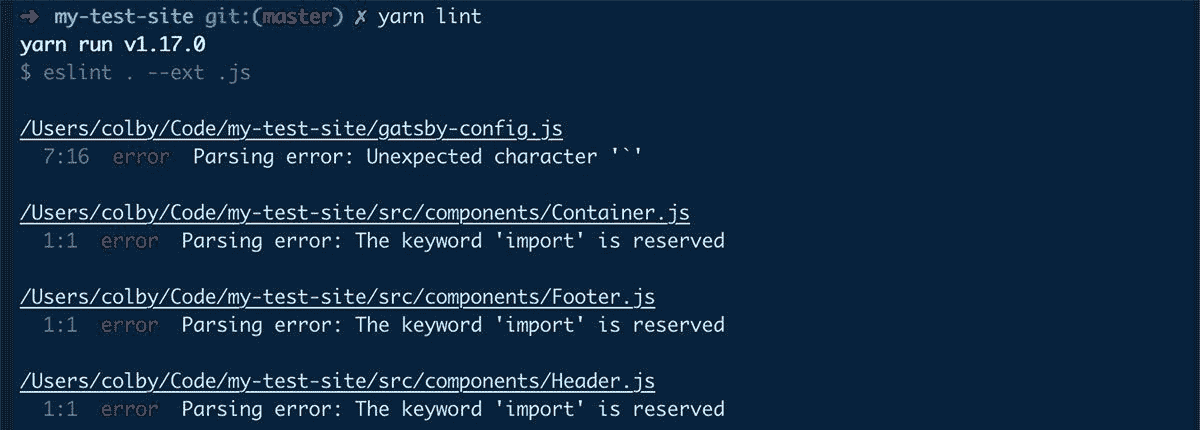 ➜ my-test-site git:(master) ✗ yarn lint
yarn run v1.17.0
$ eslint . --ext .js
/Users/colby/Code/my-test-site/gatsby-config.js
7:16 error Parsing error: Unexpected character '`'
/Users/colby/Code/my-test-site/src/components/Container.js
1:1 error Parsing error: The keyword 'import' is reserved
/Users/colby/Code/my-test-site/src/components/Footer.js
1:1 error Parsing error: The keyword 'import' is reserved
/Users/colby/Code/my-test-site/src/components/Header.js
1:1 error Parsing error: The keyword 'import' is reserved